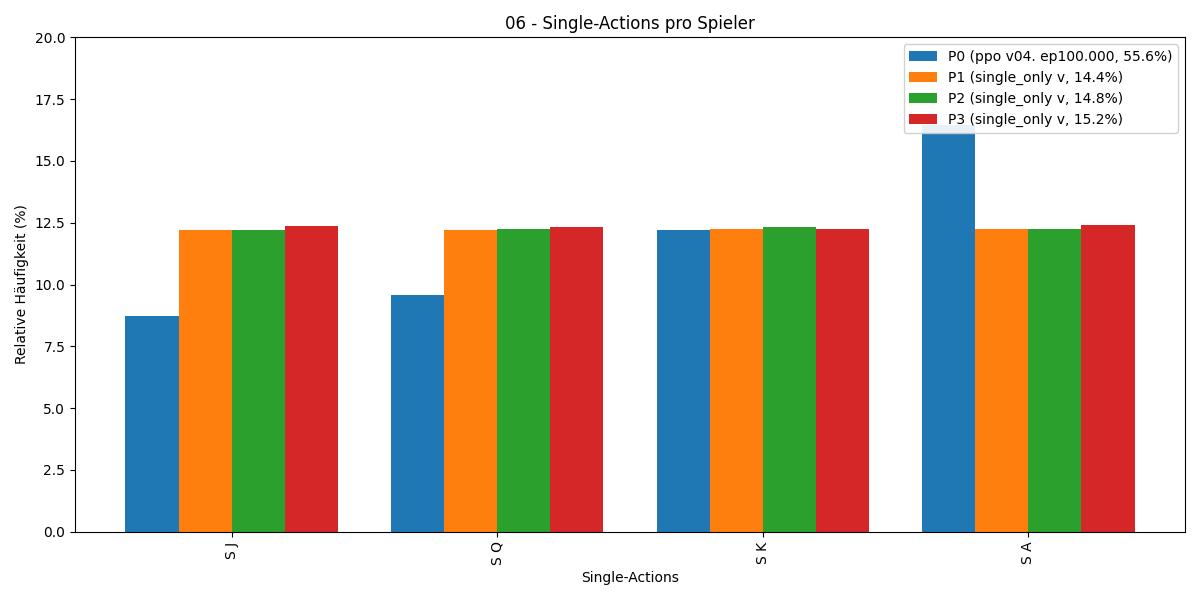 06 - Single-Actions pro Spieler
20.0
17.5
15.0
12.5
10.0
7.5
5.0
2.5
0.0
Relative Häufigkeit (%)
P0 (ppo v04. ep100.000, 55.6%)
P1 (single_only v, 14.4%)
P2 (single_only v, 14.8%)
P3 (single_only v, 15.2%)
S J
S Q
S K
S A
Single-Actions